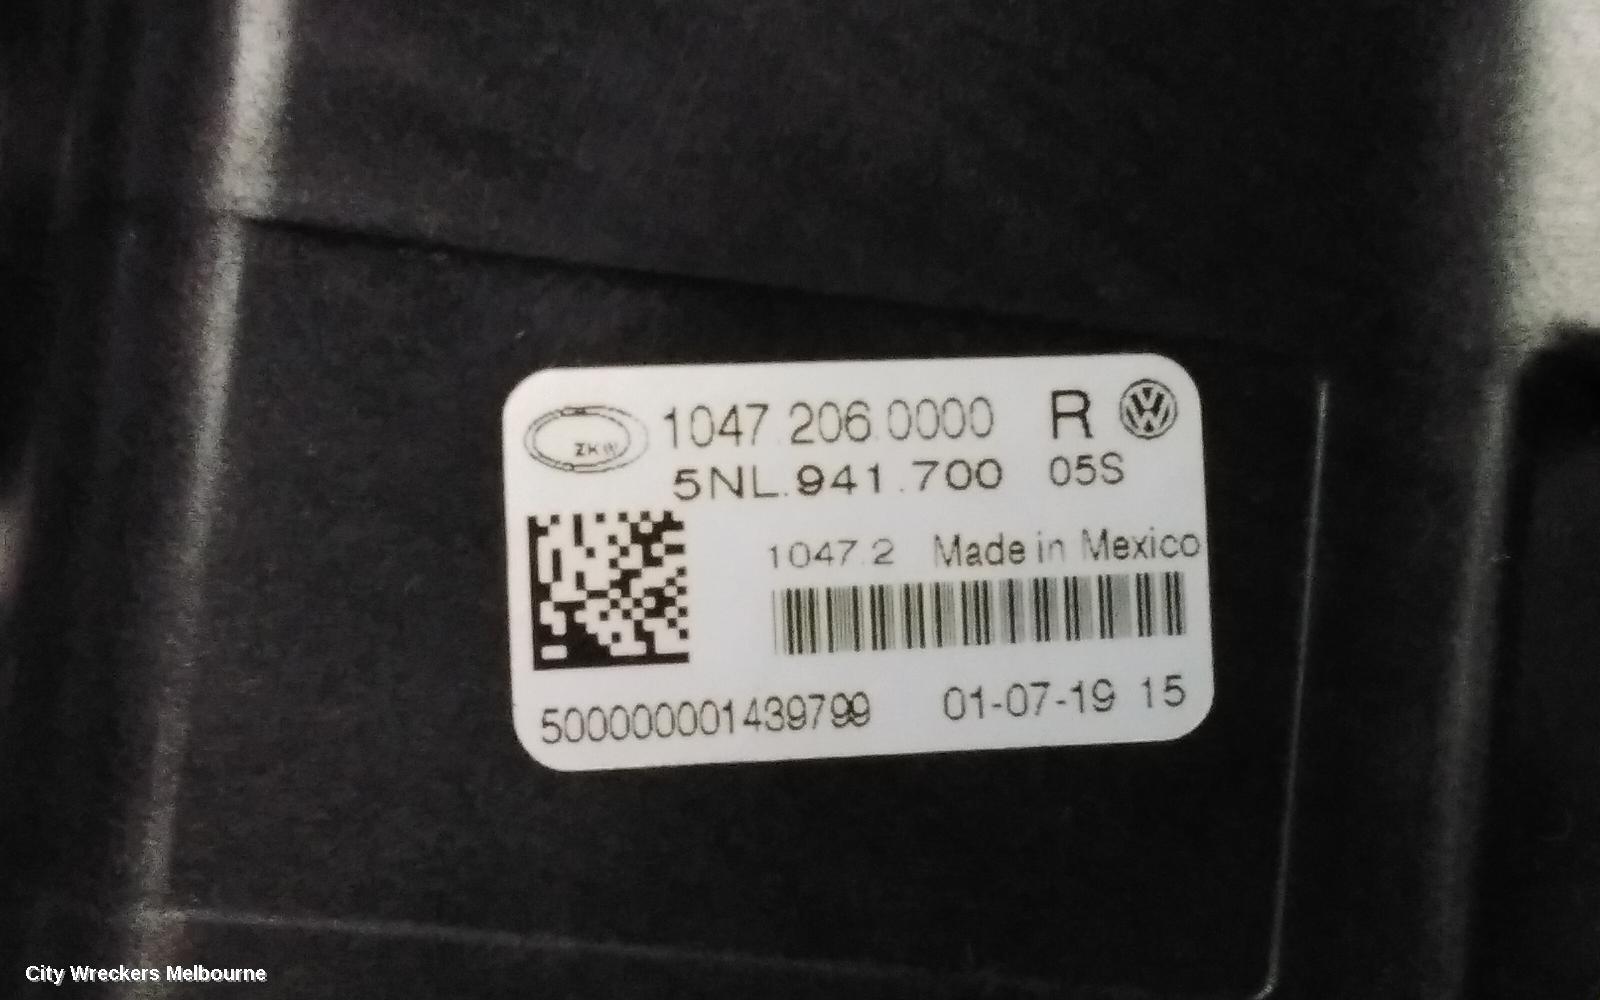 ZKW 1047.206.0000 R
5NL.941.700 05S
1047.2 Made in Mexico
500000001439799 01-07-19 15
City Wreckers Melbourne